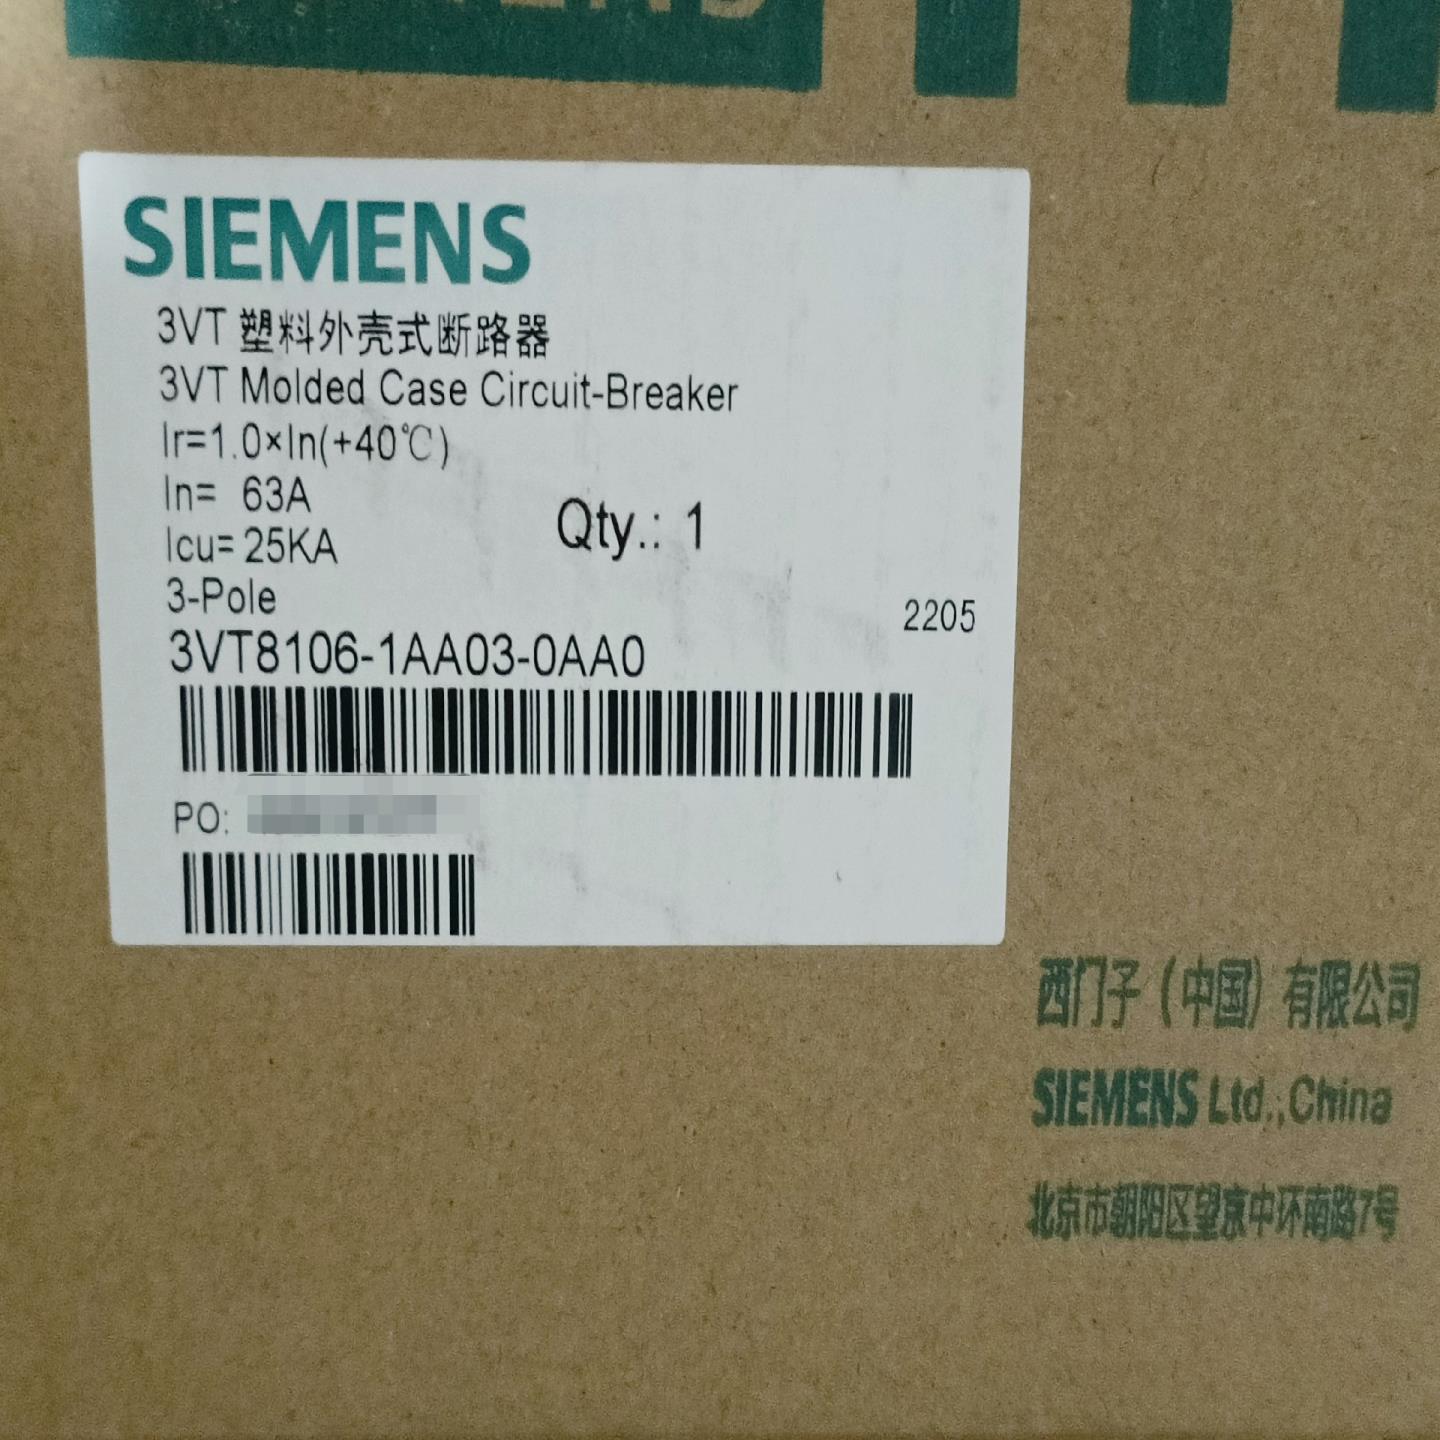 SIEMENS
3VT 塑料外壳式断路器
3VT Molded Case Circuit-Breaker
Ir=1.0×In(+40℃)
In= 63A
Icu= 25KA
Qty.: 1
3-Pole
2205
3VT8106-1AA03-0AA0
PO:
西门子（中国）有限公司
SIEMENS Ltd.,China
北京市朝阳区望京中环南路7号